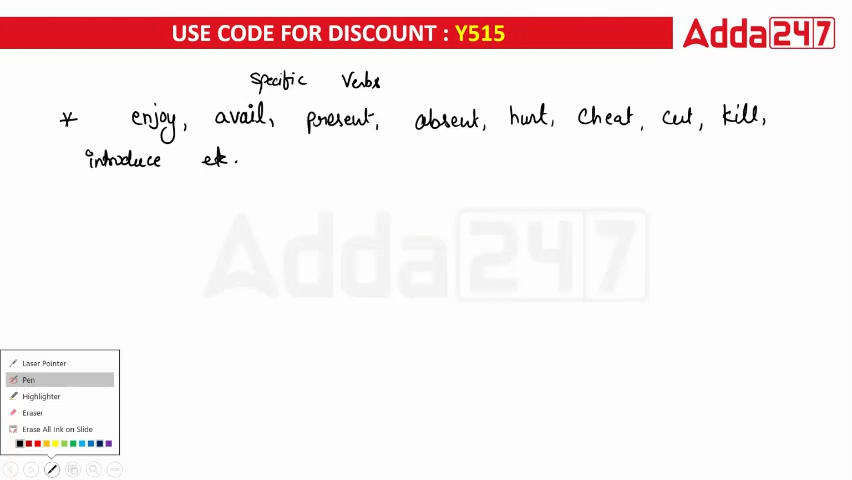 USE CODE FOR DISCOUNT : Y515
Adda247
Specific Verbs
* enjoy, avail, present, absent, hurt, cheat, cut, kill,
introduce etc.
Adda247
Laser Pointer
Pen
Highlighter
Eraser
Erase All Ink on Slide